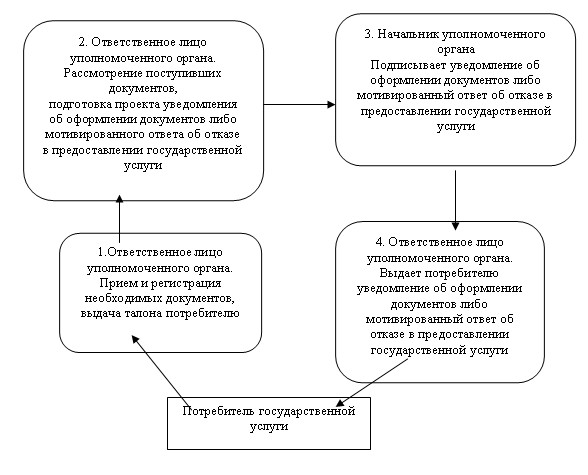 2. Ответственное лицо
уполномоченного органа.
Рассмотрение поступивших
документов,
подготовка проекта уведомления
об оформлении документов либо
мотивированного ответа об отказе
в предоставлении государственной
услуги
3. Начальник уполномоченного
органа
Подписывает уведомление об
оформлении документов либо
мотивированный ответ об отказе в
предоставлении государственной
услуги
1.Ответственное лицо
уполномоченного органа.
Прием и регистрация
необходимых документов,
выдача талона потребителю
4. Ответственное лицо
уполномоченного органа.
Выдает потребителю
уведомление об оформлении
документов либо
мотивированный ответ об
отказе в предоставлении
государственной услуги
Потребитель государственной
услуги